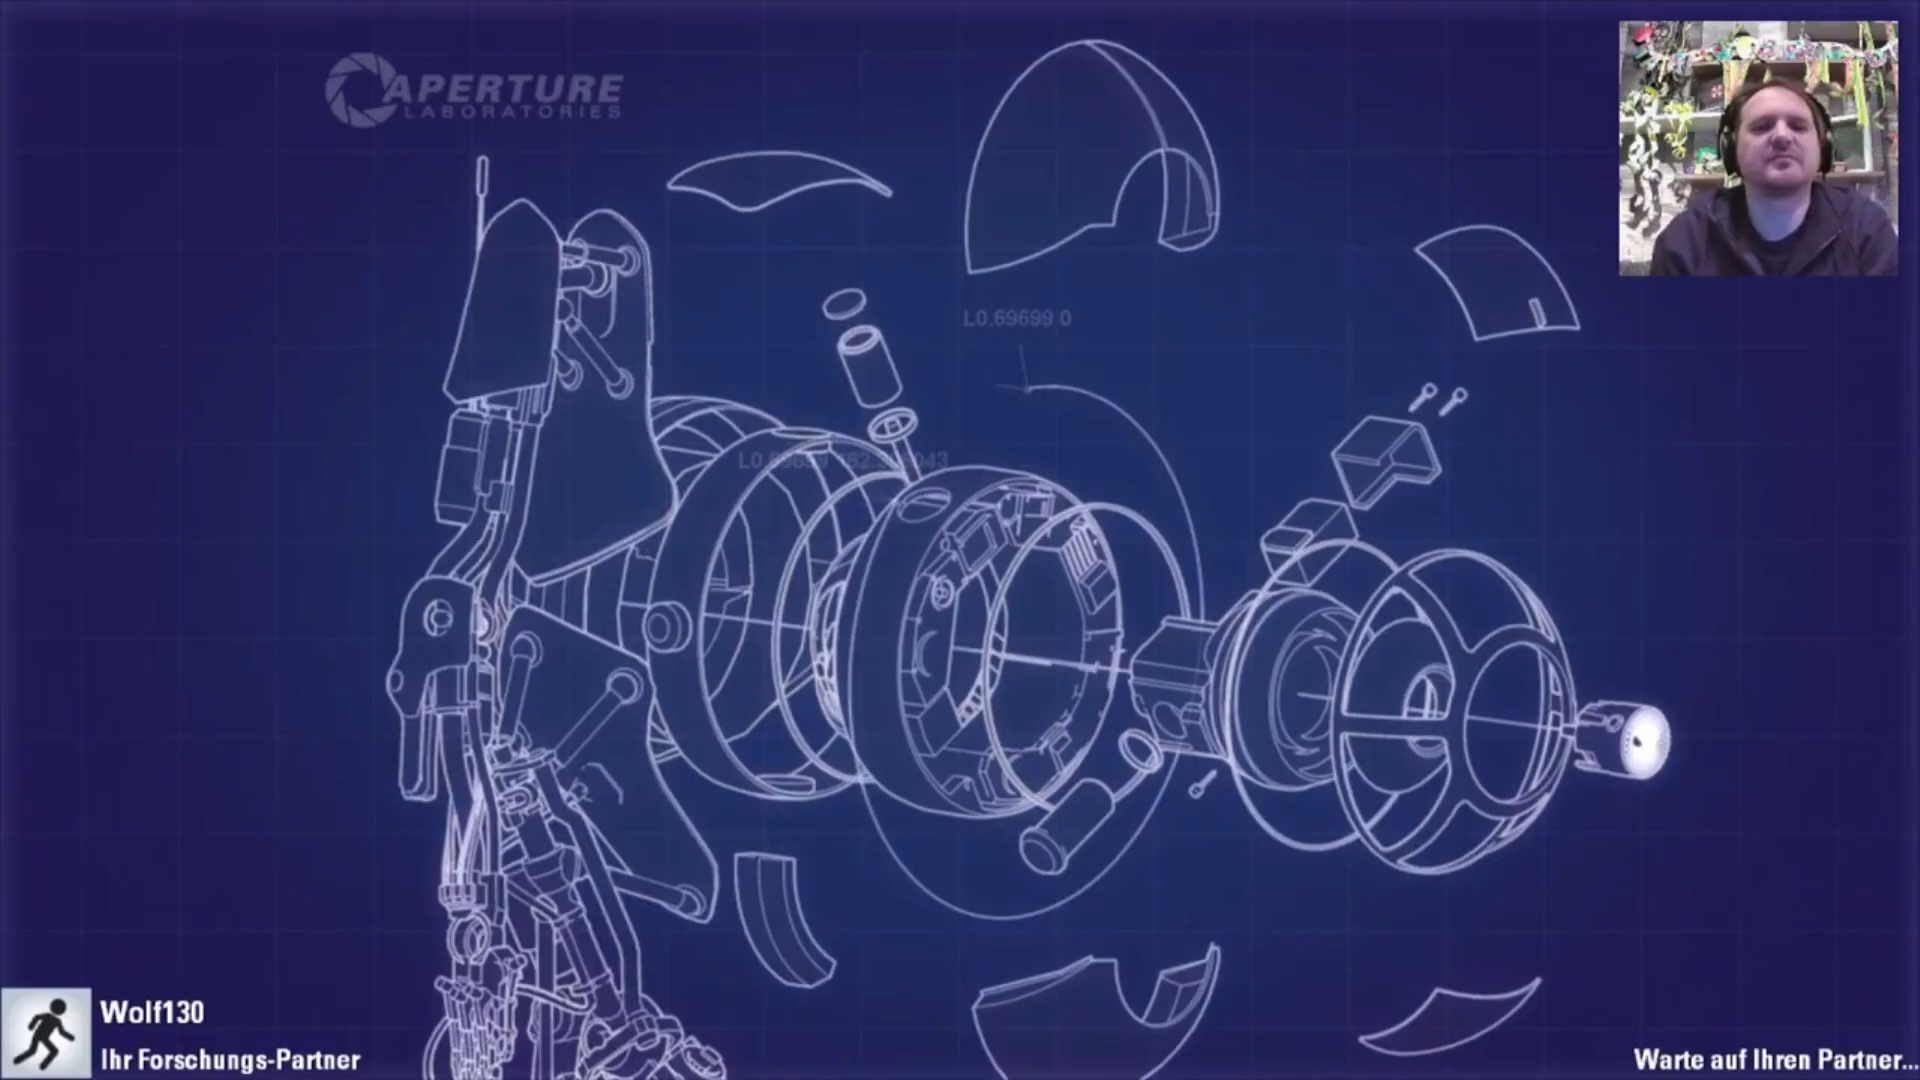 APERTURE
LABORATORIES
L0.69699 0
Wolf130
Ihr Forschungs-Partner
Warte auf Ihren Partner...